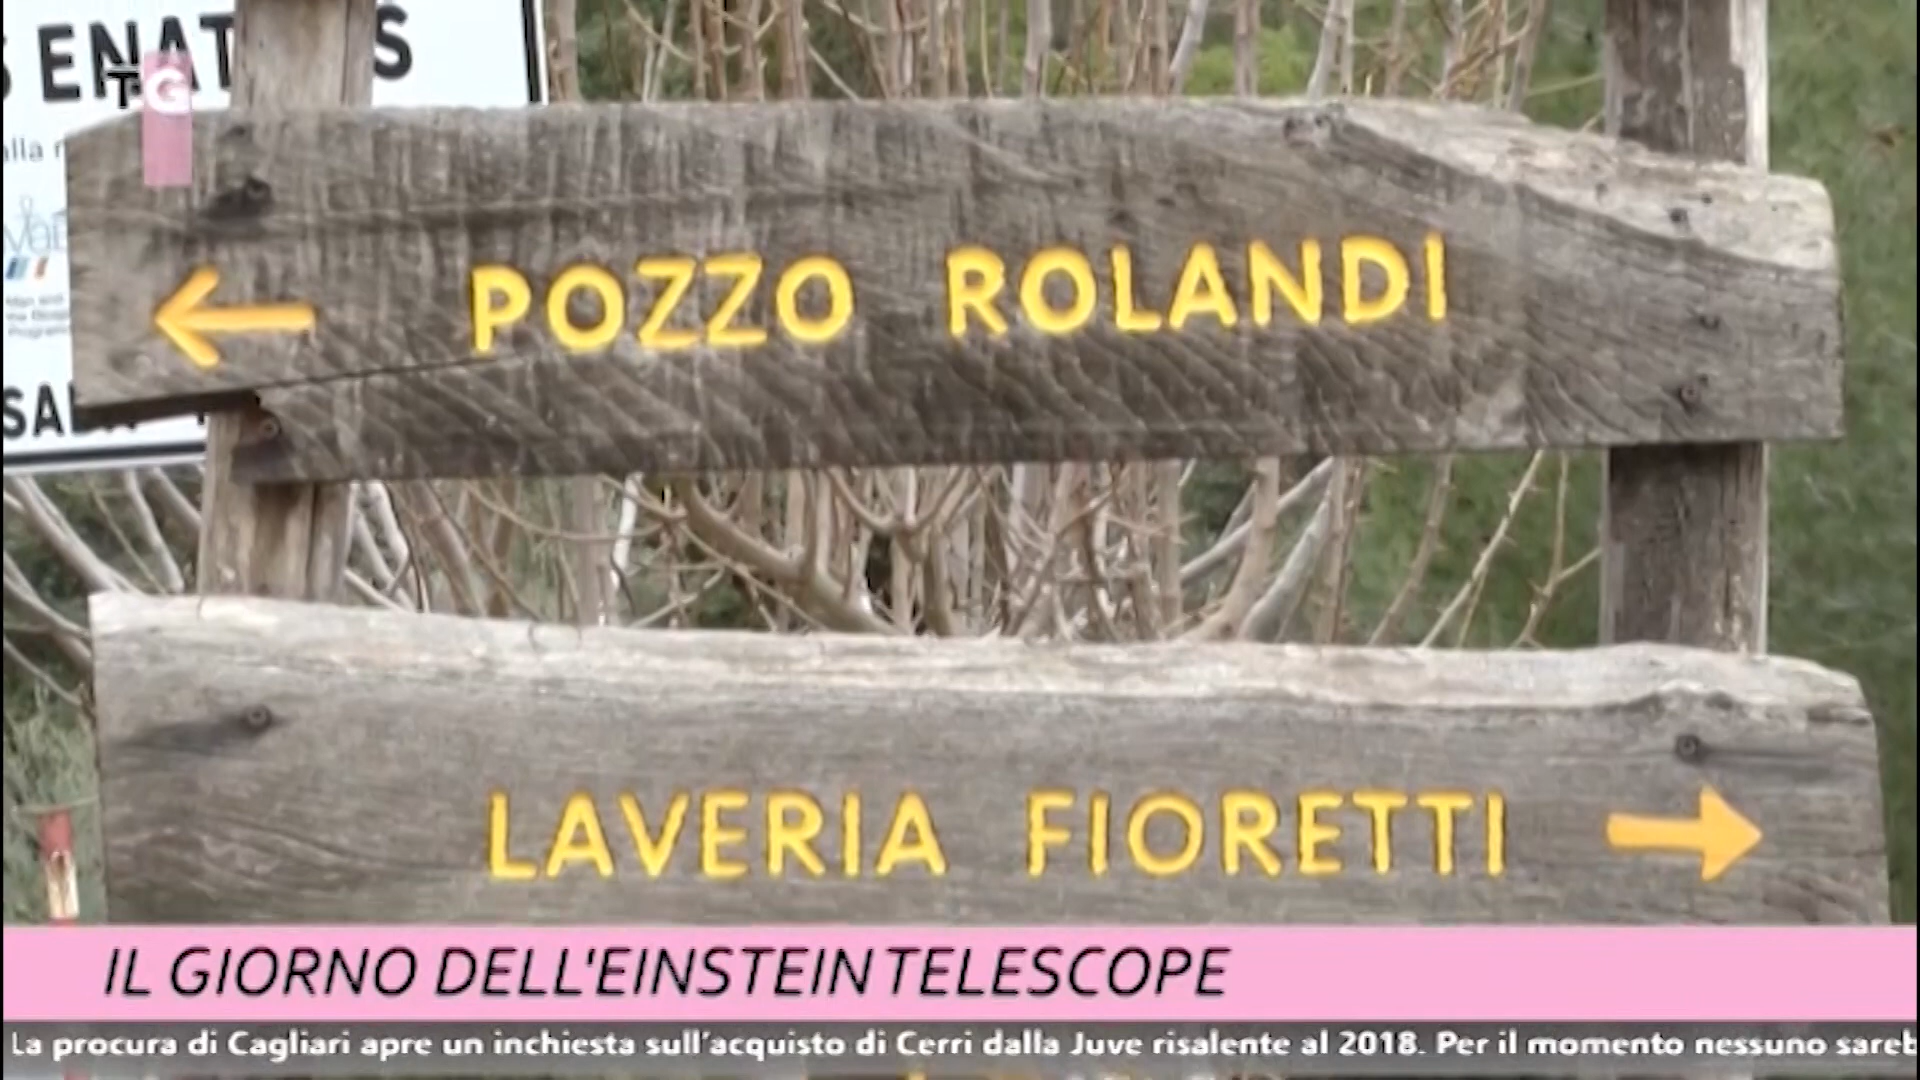 TG
POZZO ROLANDI
LAVERIA FIORETTI
IL GIORNO DELL'EINSTEIN TELESCOPE
La procura di Cagliari apre un inchiesta sull'acquisto di Cerri dalla Juve risalente al 2018. Per il momento nessuno